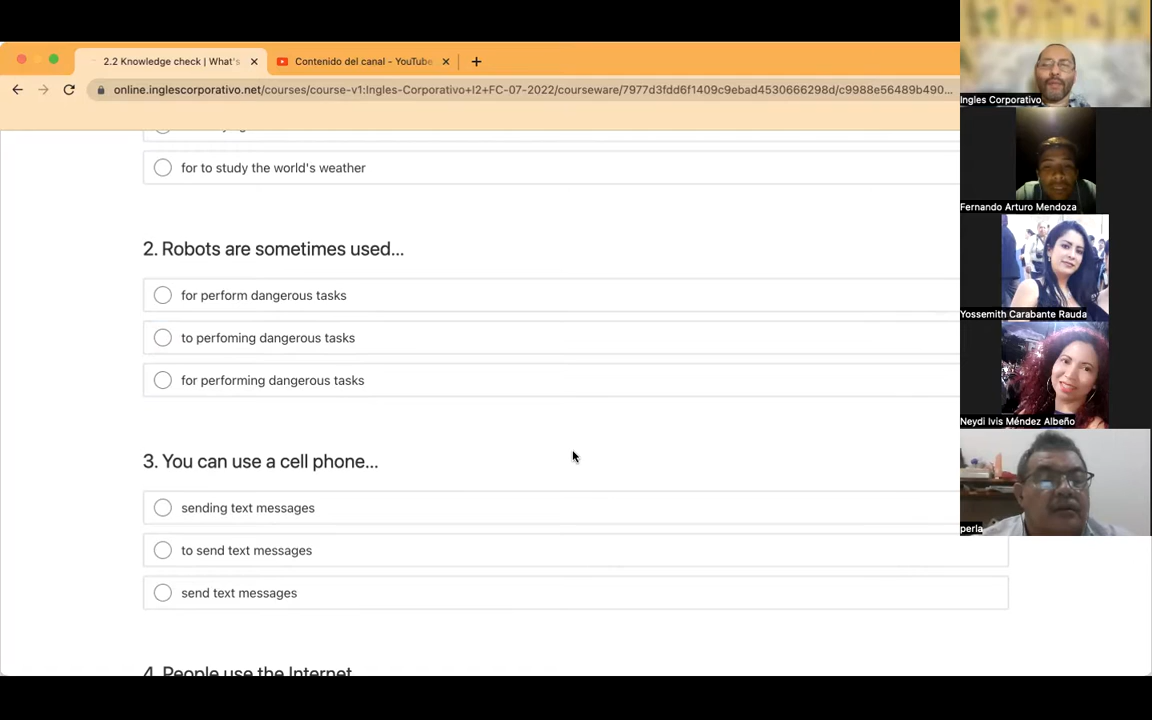 2.2 Knowledge check | What's
Contenido del canal - YouTube
online.inglescorporativo.net/courses/course-v1:Ingles-Corporativo+I2+FC-07-2022/courseware/7977d3fdd6f1409c9ebad4530666298d/c9988e56489b490...
for to study the world's weather
2. Robots are sometimes used...
for perform dangerous tasks
to perfoming dangerous tasks
for performing dangerous tasks
3. You can use a cell phone...
sending text messages
to send text messages
send text messages
4. People use the Internet
Ingles Corporativo
Fernando Arturo Mendoza
Yossemith Carabante Rauda
Neydi Ivis Méndez Albeño
perla